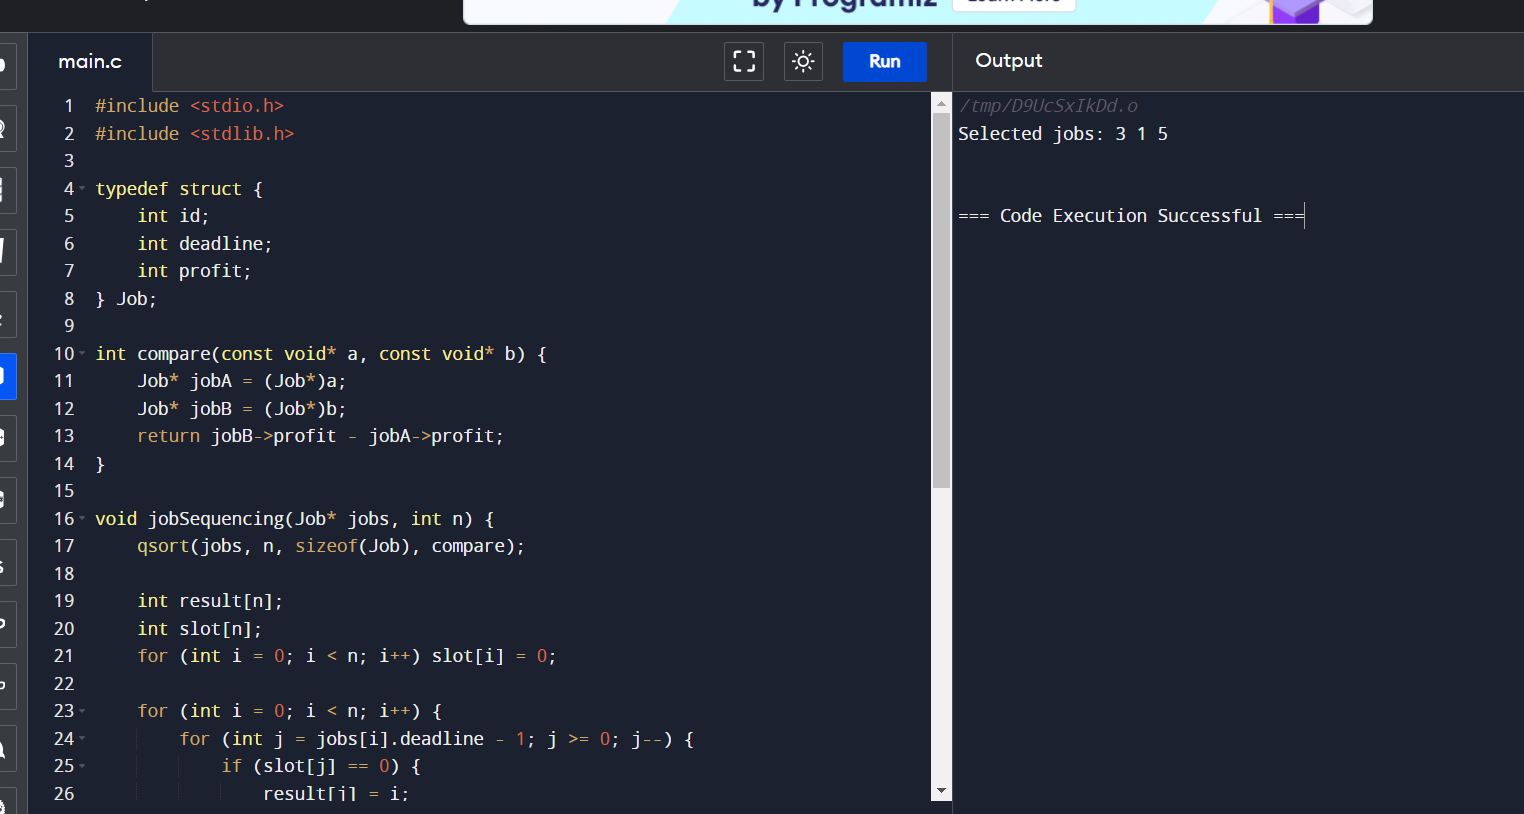 by Programiz
Learn More
main.c
Run
Output
1 #include <stdio.h>
2 #include <stdlib.h>
3
4 typedef struct {
5     int id;
6     int deadline;
7     int profit;
8 } Job;
9
10 int compare(const void* a, const void* b) {
11     Job* jobA = (Job*)a;
12     Job* jobB = (Job*)b;
13     return jobB->profit - jobA->profit;
14 }
15
16 void jobSequencing(Job* jobs, int n) {
17     qsort(jobs, n, sizeof(Job), compare);
18
19     int result[n];
20     int slot[n];
21     for (int i = 0; i < n; i++) slot[i] = 0;
22
23     for (int i = 0; i < n; i++) {
24         for (int j = jobs[i].deadline - 1; j >= 0; j--) {
25             if (slot[j] == 0) {
26                 result[j] = i;
/tmp/D9UcSxIkDd.o
Selected jobs: 3 1 5
=== Code Execution Successful ===